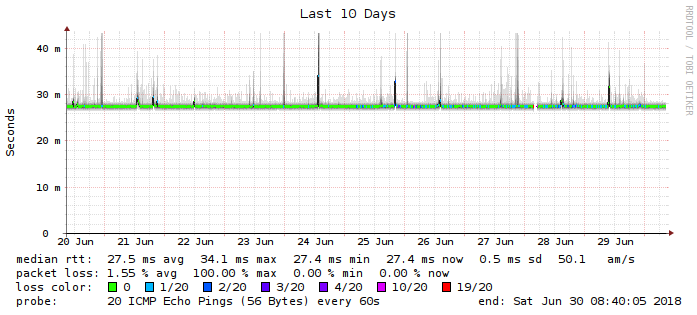 Last 10 Days
RRDTOOL / TOBI OETIKER
Seconds
40 m
30 m
20 m
10 m
0
20 Jun 21 Jun 22 Jun 23 Jun 24 Jun 25 Jun 26 Jun 27 Jun 28 Jun 29 Jun
median rtt: 27.5 ms avg 34.1 ms max 27.4 ms min 27.4 ms now 0.5 ms sd 50.1 am/s
packet loss: 1.55 % avg 100.00 % max 0.00 % min 0.00 % now
loss color: 0 1/20 2/20 3/20 4/20 10/20 19/20
probe: 20 ICMP Echo Pings (56 Bytes) every 60s end: Sat Jun 30 08:40:05 2018